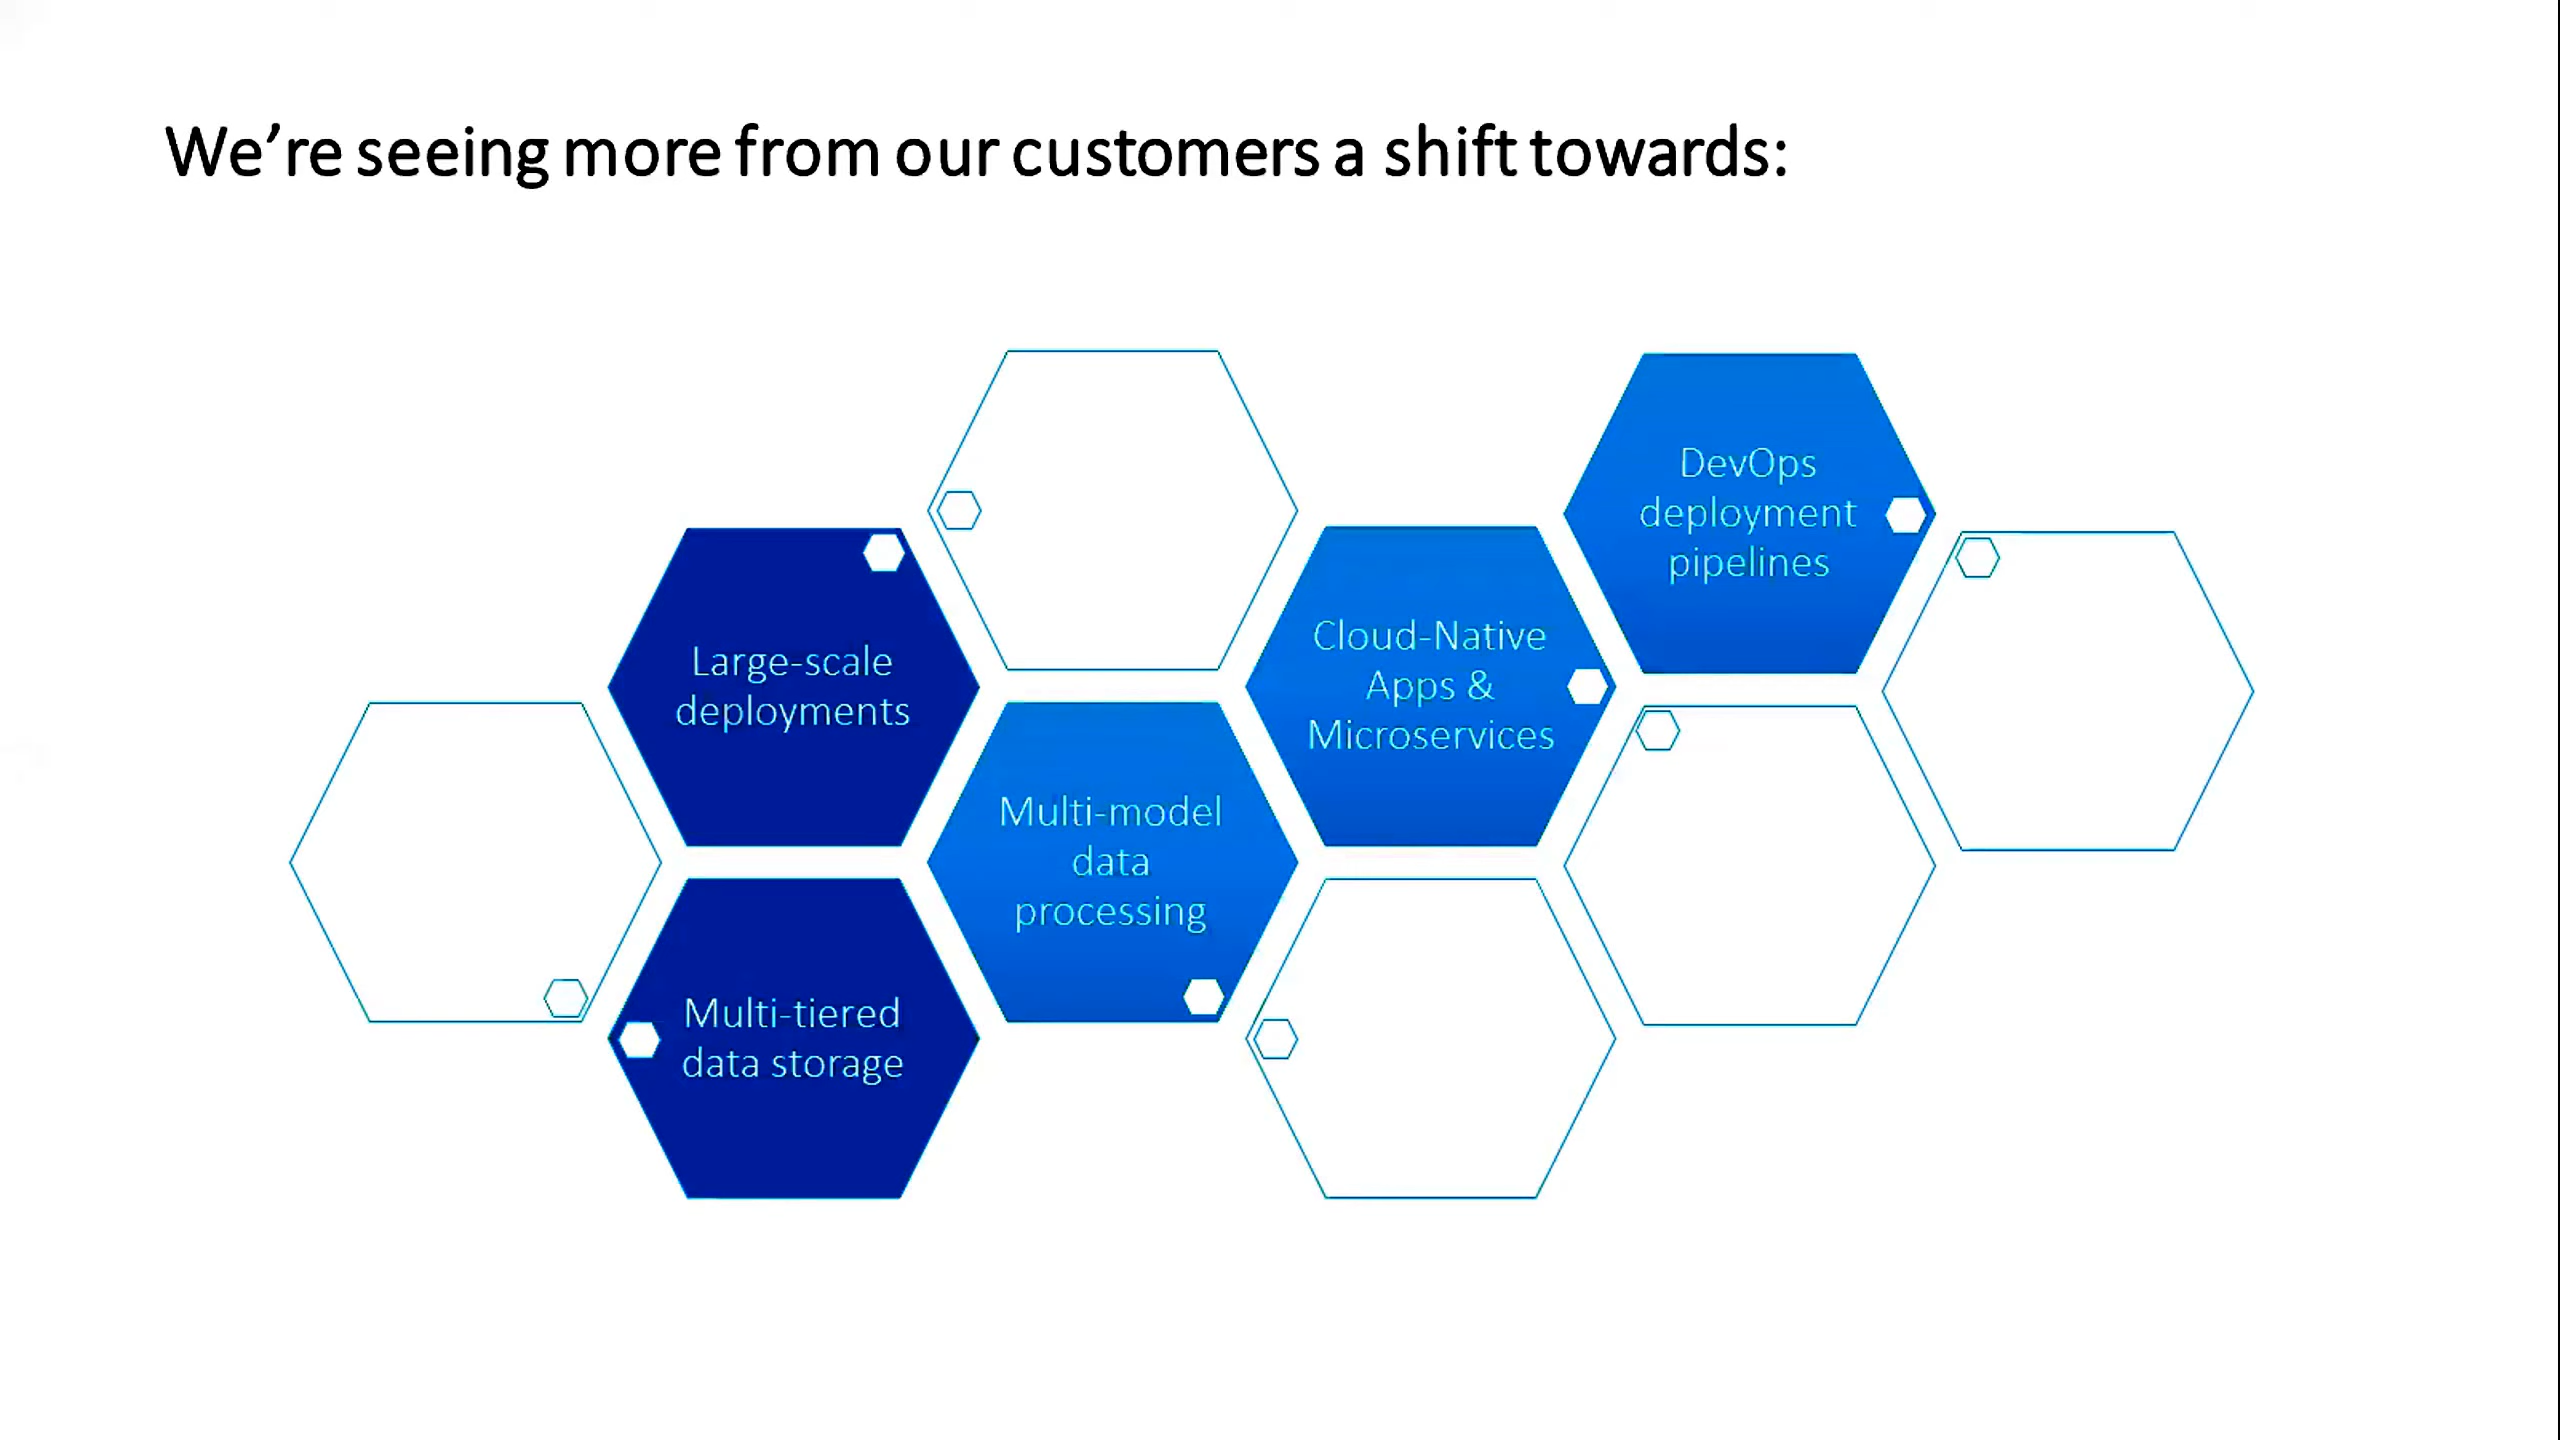 We’re seeing more from our customers a shift towards:
Large-scale
deployments
Multi-tiered
data storage
Multi-model
data
processing
Cloud-Native
Apps &
Microservices
DevOps
deployment
pipelines